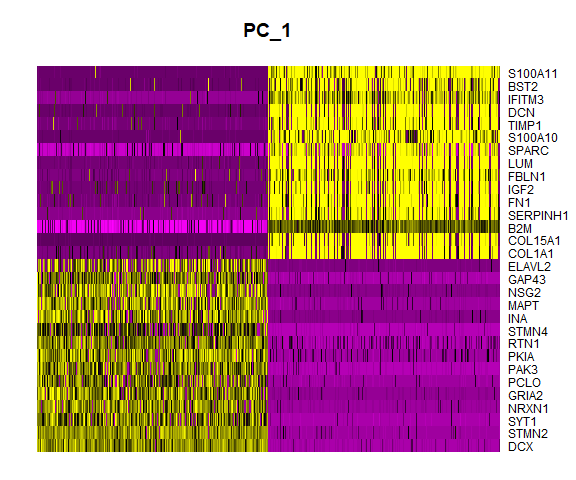 PC_1
S100A11
BST2
IFITM3
DCN
TIMP1
S100A10
SPARC
LUM
FBLN1
IGF2
FN1
SERPINH1
B2M
COL15A1
COL1A1
ELAVL2
GAP43
NSG2
MAPT
INA
STMN4
RTN1
PKIA
PAK3
PCLO
GRIA2
NRXN1
SYT1
STMN2
DCX